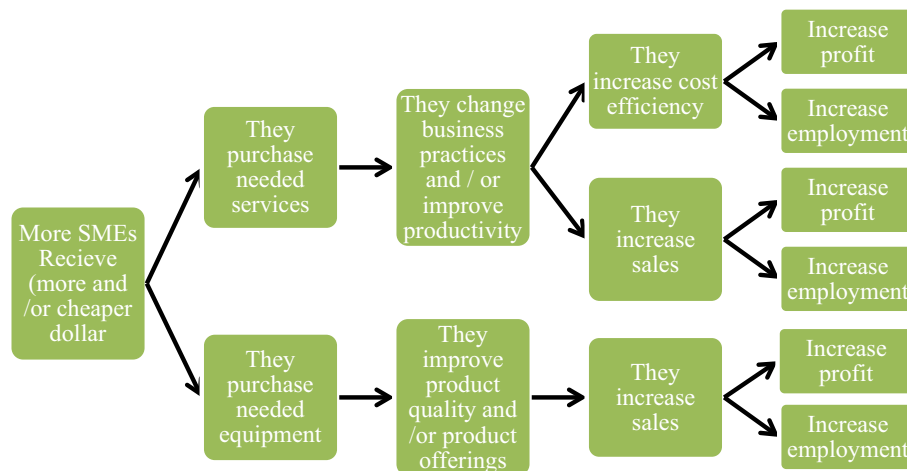 More SMEs
Recieve
(more and
/or cheaper
dollar
They
purchase
needed
services
They
purchase
needed
equipment
They change
business
practices
and / or
improve
productivity
They
improve
product
quality and
/or product
offerings
They
increase cost
efficiency
They
increase
sales
They
increase
sales
Increase
profit
Increase
employment
Increase
profit
Increase
employment
Increase
profit
Increase
employment